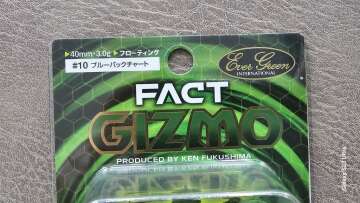 ▶40mm・3.0g ▶フローティング
#10 ブルーバックチャート
Ever Green
INTERNATIONAL
FACT
GIZMO
PRODUCED BY KEN FUKUSHIMA